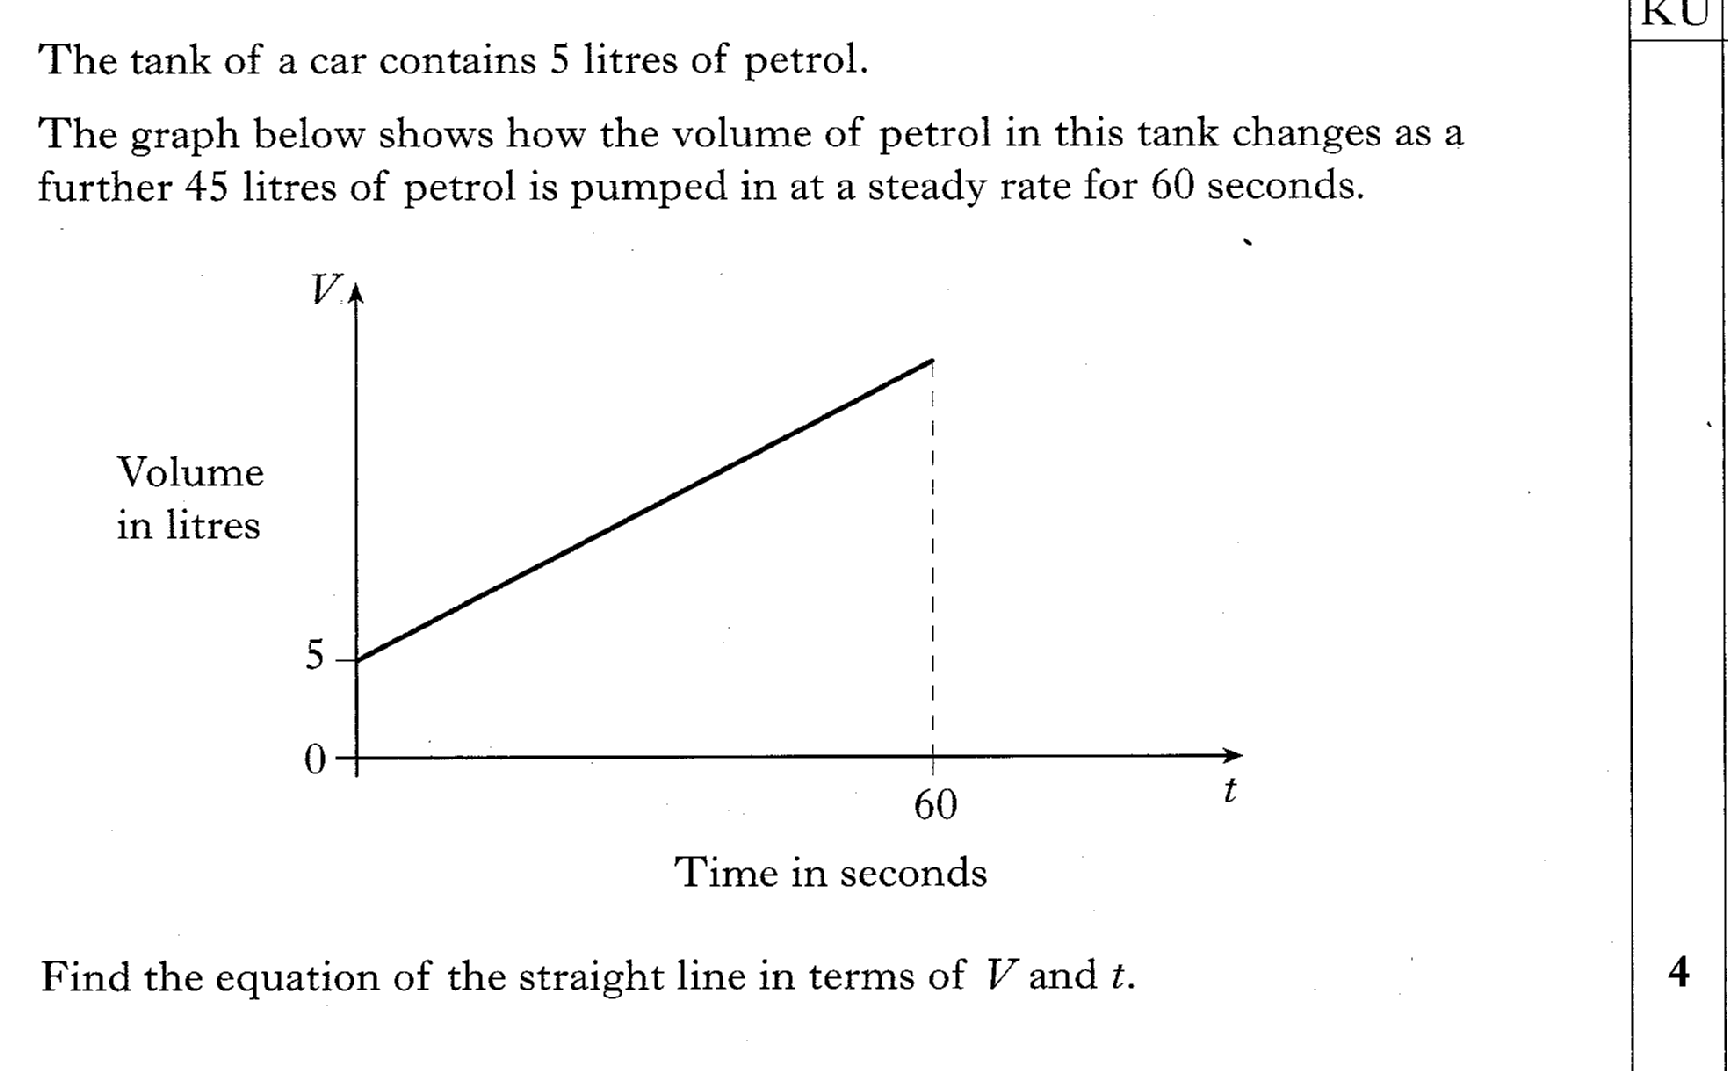 KU
The tank of a car contains 5 litres of petrol.
The graph below shows how the volume of petrol in this tank changes as a
further 45 litres of petrol is pumped in at a steady rate for 60 seconds.
V
Volume
in litres
5
0
60
t
Time in seconds
Find the equation of the straight line in terms of V and t.
4